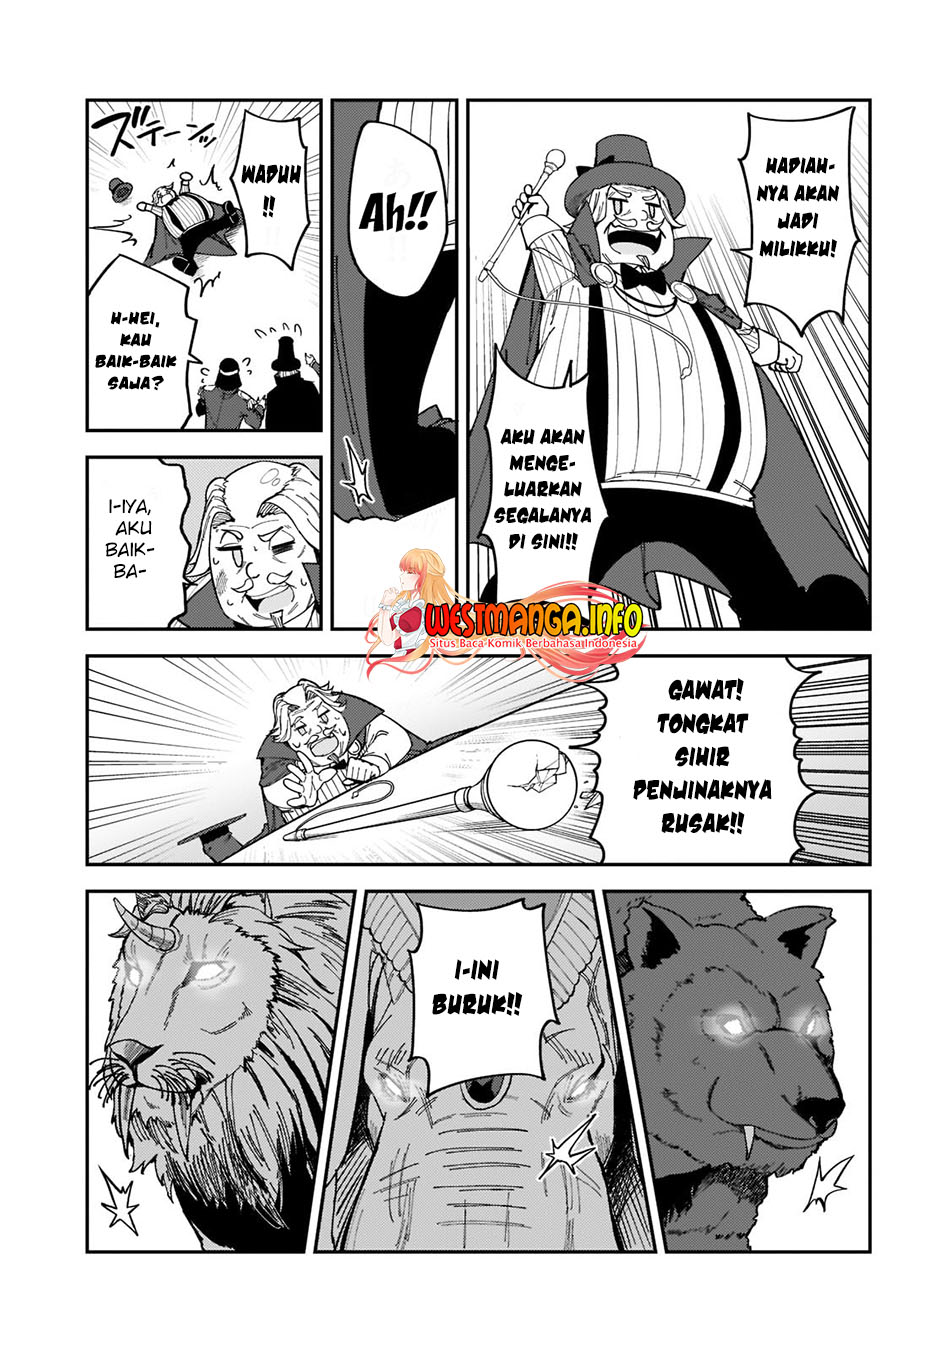 HADIAH-
NYA AKAN
JADI
MILIKKU!
AKU AKAN
MENGE-
LUARKAN
SEGALANYA
DI SINI!!
Ah!!
ズテーンッ
WADUH
!!
H-HEI,
KAU
BAIK-BAIK
SAJA?
I-IYA,
AKU
BAIK-
BA-
WESTMANGA.INFO
Situs Baca Komik Berbahasa Indonesia
GAWAT!
TONGKAT
SIHIR
PENJINAKNYA
RUSAK!!
I-INI
BURUK!!